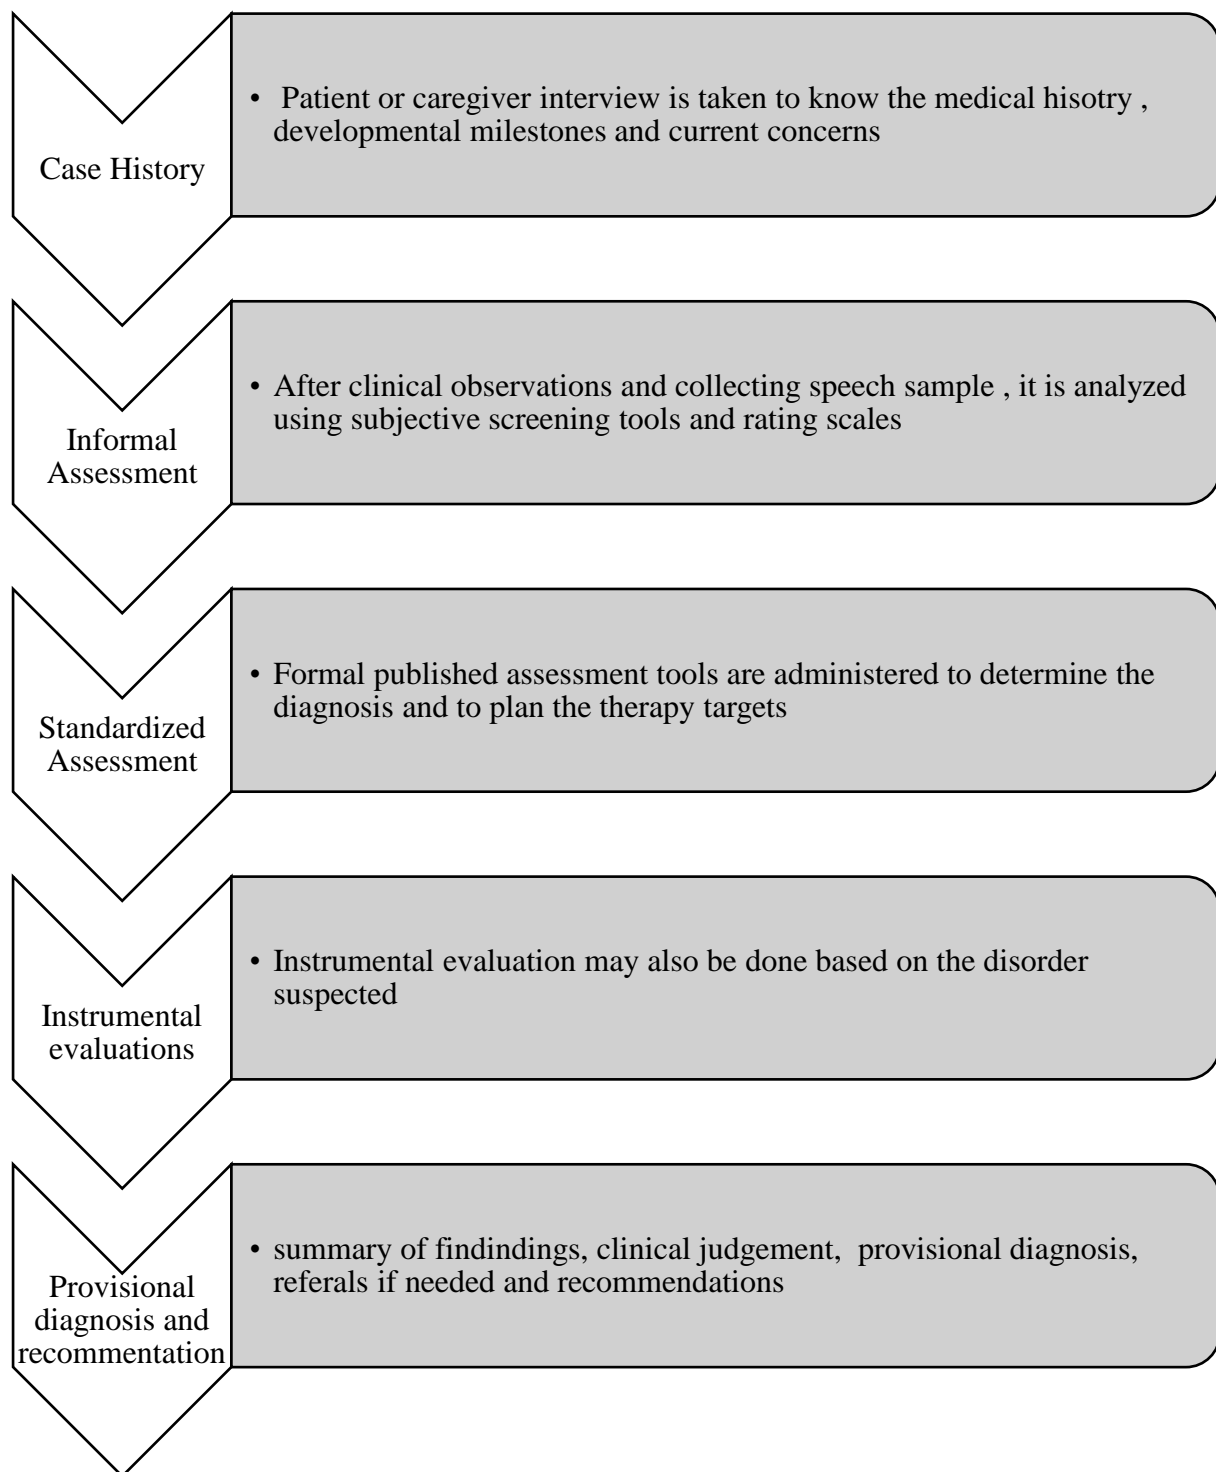 Case History
• Patient or caregiver interview is taken to know the medical hisotry ,
developmental milestones and current concerns
Informal
Assessment
• After clinical observations and collecting speech sample , it is analyzed
using subjective screening tools and rating scales
Standardized
Assessment
• Formal published assessment tools are administered to determine the
diagnosis and to plan the therapy targets
Instrumental
evaluations
• Instrumental evaluation may also be done based on the disorder
suspected
Provisional
diagnosis and
recommentation
• summary of findindings, clinical judgement, provisional diagnosis,
referals if needed and recommendations